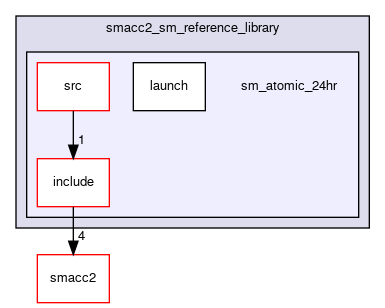 smacc2_sm_reference_library
src
launch
sm_atomic_24hr
1
include
4
smacc2